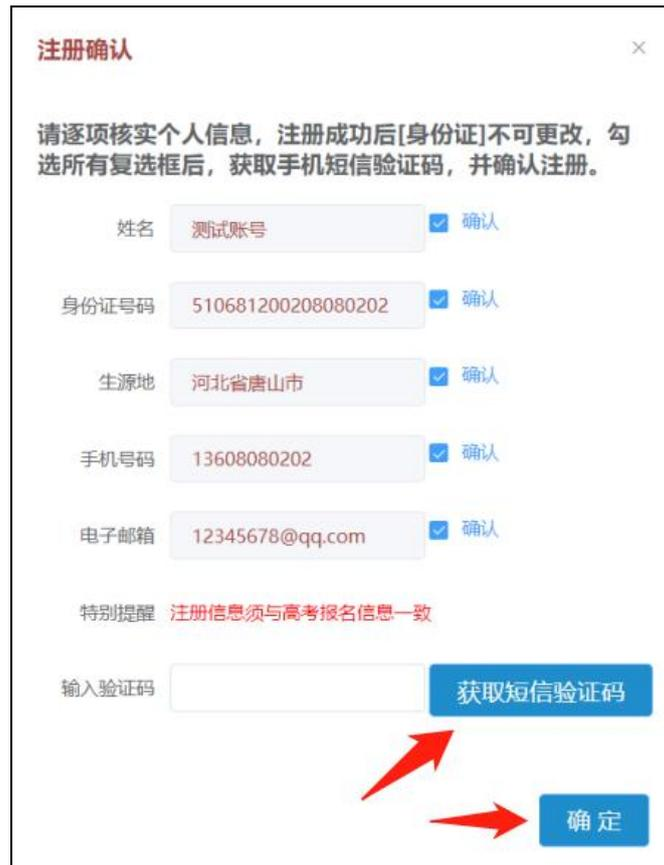 注册确认
请逐项核实个人信息，注册成功后[身份证]不可更改，勾
选所有复选框后，获取手机短信验证码，并确认注册。
姓名 测试账号 确认
身份证号码 510681200208080202 确认
生源地 河北省唐山市 确认
手机号码 13608080202 确认
电子邮箱 12345678@qq.com 确认
特别提醒 注册信息须与高考报名信息一致
输入验证码 获取短信验证码
确 定